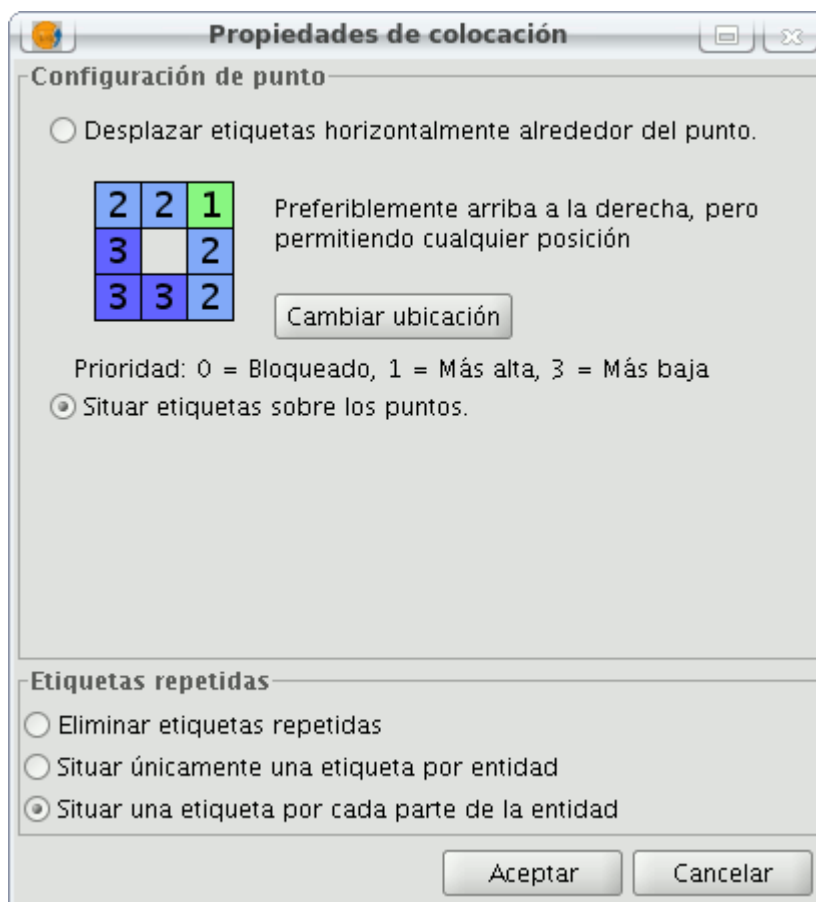 Propiedades de colocación
Configuración de punto
Desplazar etiquetas horizontalmente alrededor del punto.
2 2 1
3 2
3 3 2
Preferiblemente arriba a la derecha, pero
permitiendo cualquier posición
Cambiar ubicación
Prioridad: 0 = Bloqueado, 1 = Más alta, 3 = Más baja
Situar etiquetas sobre los puntos.
Etiquetas repetidas
Eliminar etiquetas repetidas
Situar únicamente una etiqueta por entidad
Situar una etiqueta por cada parte de la entidad
Aceptar Cancelar